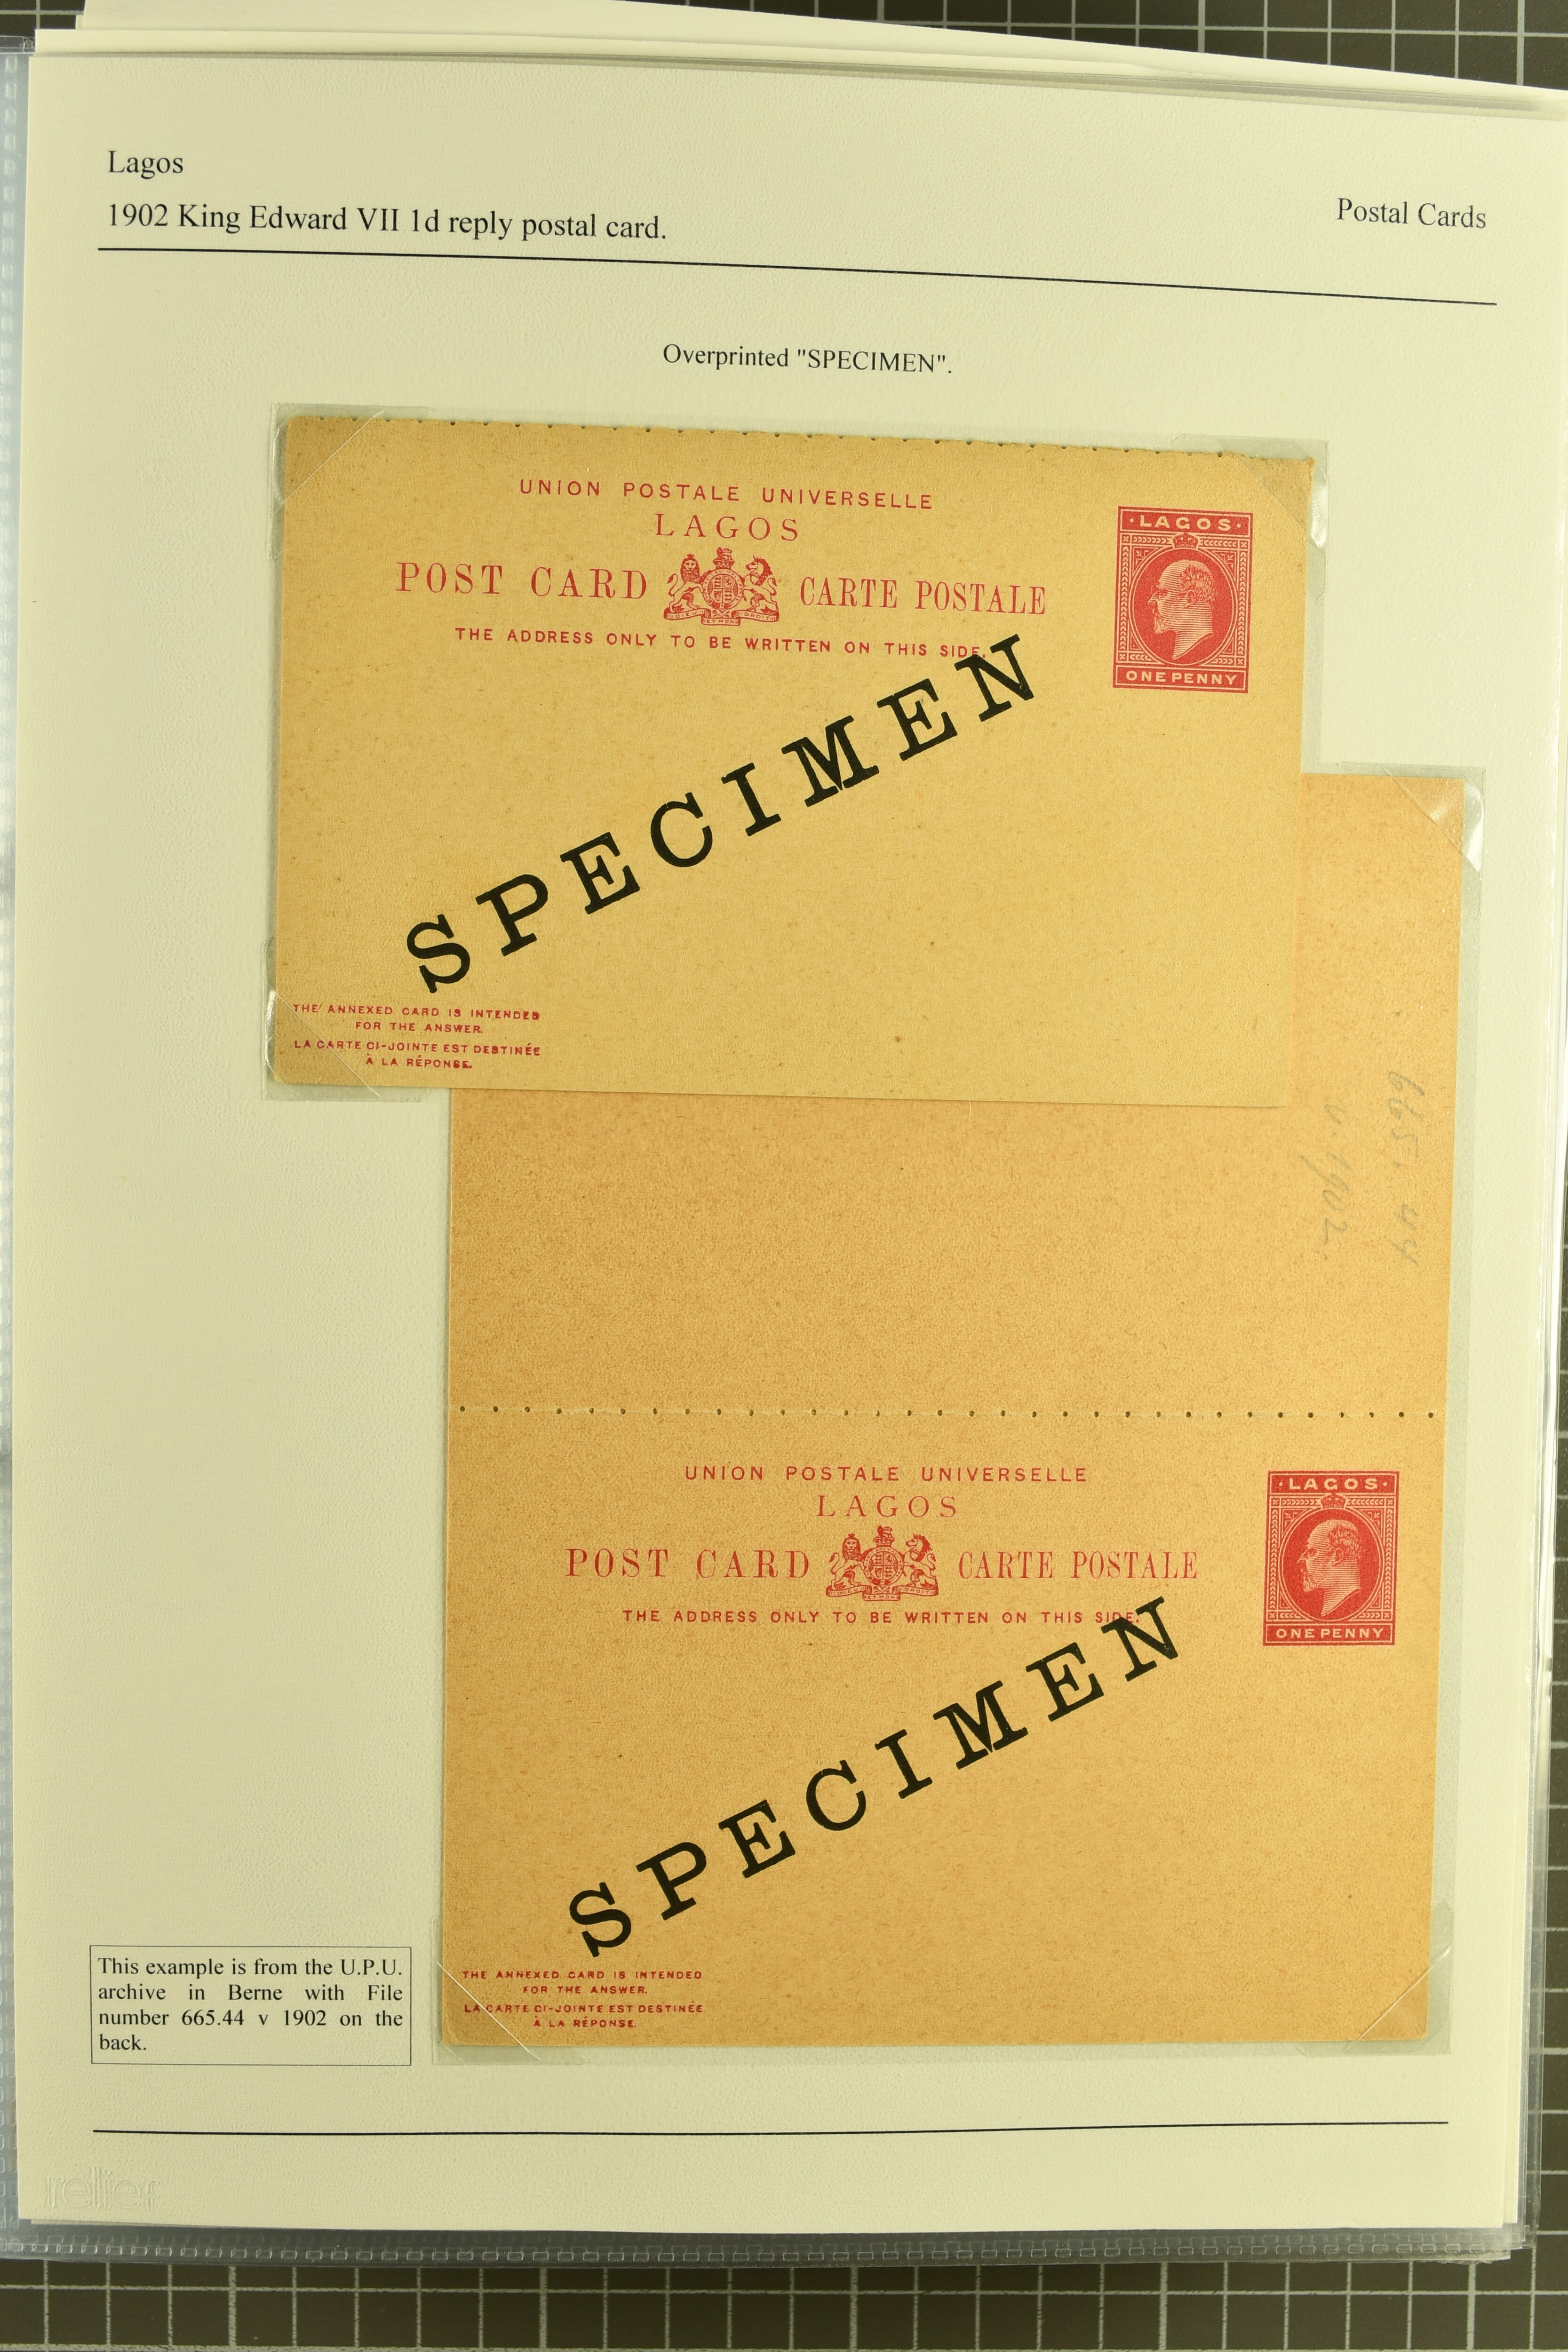 Lagos
1902 King Edward VII 1d reply postal card.
Postal Cards
Overprinted "SPECIMEN".
UNION POSTALE UNIVERSELLE
LAGOS
POST CARD CARTE POSTALE
THE ADDRESS ONLY TO BE WRITTEN ON THIS SIDE.
·LAGOS·
ONE PENNY
SPECIMEN
THE ANNEXED CARD IS INTENDED
FOR THE ANSWER.
LA CARTE CI-JOINTE EST DESTINÉE
À LA RÉPONSE.
665.44
v. 1902.
UNION POSTALE UNIVERSELLE
LAGOS
POST CARD CARTE POSTALE
THE ADDRESS ONLY TO BE WRITTEN ON THIS SIDE.
·LAGOS·
ONE PENNY
SPECIMEN
THE ANNEXED CARD IS INTENDED
FOR THE ANSWER.
LA CARTE CI-JOINTE EST DESTINÉE
À LA RÉPONSE.
This example is from the U.P.U.
archive in Berne with File
number 665.44 v 1902 on the
back.
relief